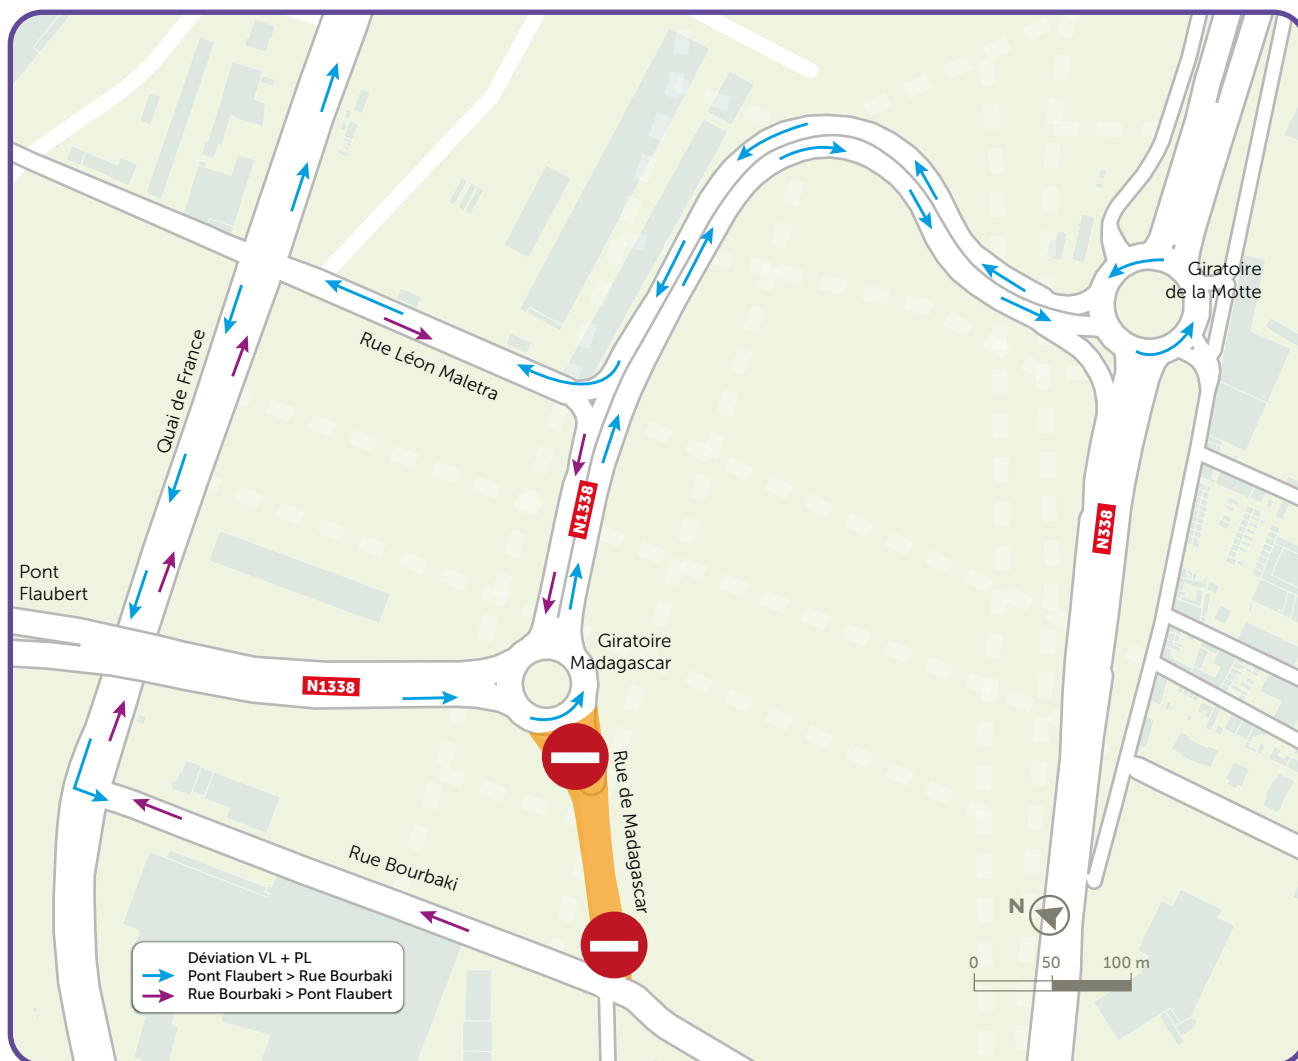 Giratoire
de la Motte
Rue Léon Maletra
Quai de France
N1338
N338
Pont
Flaubert
Giratoire
Madagascar
N1338
Rue de Madagascar
Rue Bourbaki
N
0 50 100 m
Déviation VL + PL
Pont Flaubert > Rue Bourbaki
Rue Bourbaki > Pont Flaubert